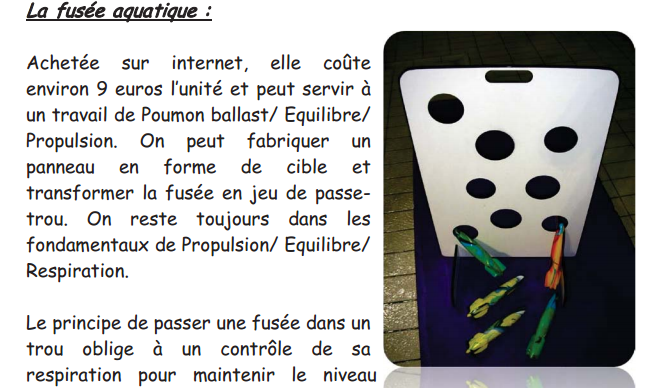 La fusée aquatique :
Achetée sur internet, elle coûte
environ 9 euros l’unité et peut servir à
un travail de Poumon ballast/ Equilibre/
Propulsion. On peut fabriquer un
panneau en forme de cible et
transformer la fusée en jeu de passe-
trou. On reste toujours dans les
fondamentaux de Propulsion/ Equilibre/
Respiration.
Le principe de passer une fusée dans un
trou oblige à un contrôle de sa
respiration pour maintenir le niveau